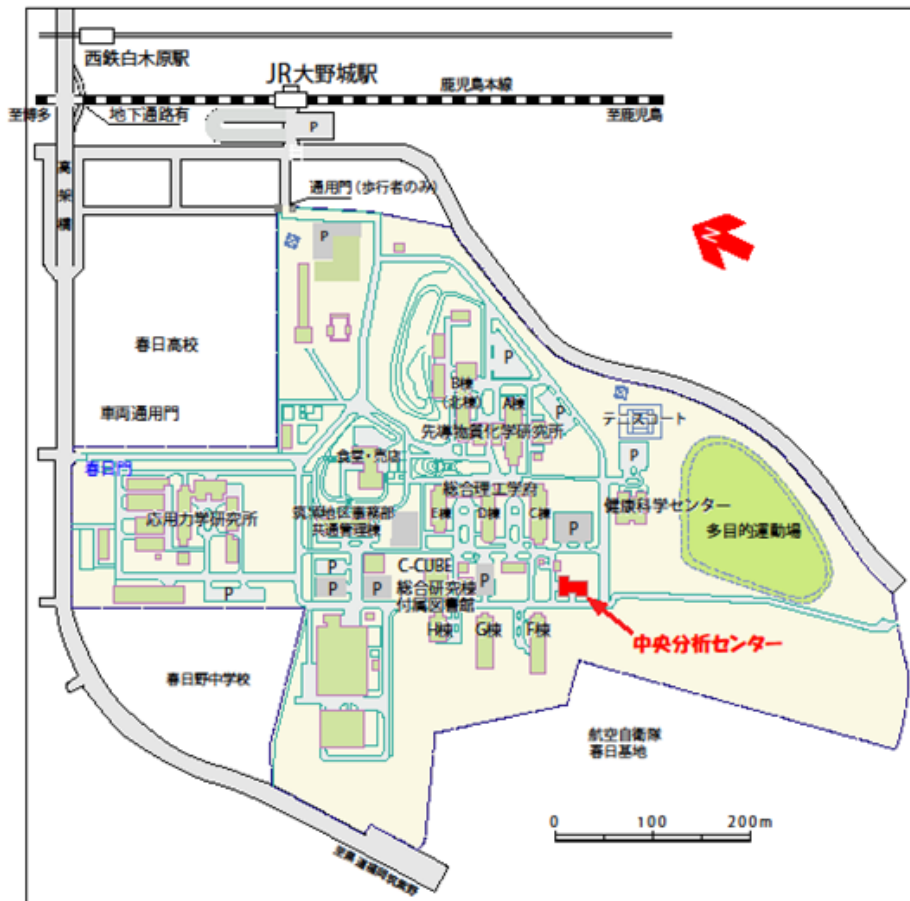 西鉄白木原駅
JR大野城駅
鹿児島本線
至博多
地下通路有
至鹿児島
P
高架橋
通用門(歩行者のみ)
P
N
春日高校
P
B棟
(北棟)
A棟
P
車両通用門
テニスコート
先導物質化学研究所
食堂・売店
P
春日門
総合理工学府
健康科学センター
筑紫地区事務部
共通管理棟
E棟
D棟
C棟
P
応用力学研究所
多目的運動場
C-CUBE
P
P
P
総合研究棟
付属図書館
P
H棟
G棟
F棟
中央分析センター
春日野中学校
航空自衛隊
春日基地
0
100
200m